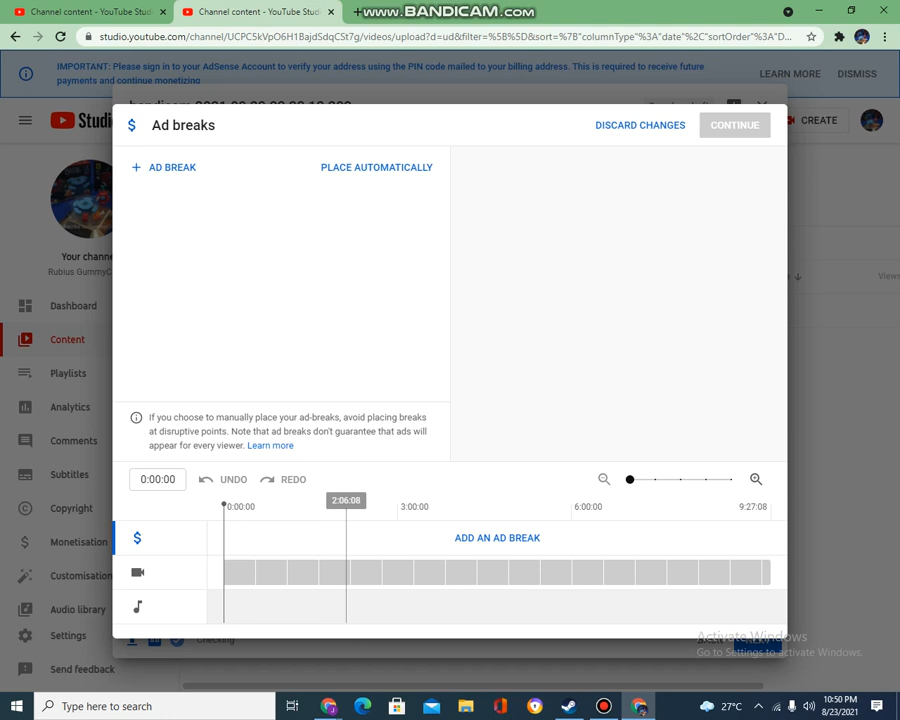 Channel content - YouTube Studio
Channel content - YouTube Studio
www.BANDICAM.com
studio.youtube.com/channel/UCPC5kVpO6H1BajdSdqCSt7g/videos/upload?d=ud&filter=%5B%5D&sort=%7B"columnType"%3A"date"%2C"sortOrder"%3A"D...
IMPORTANT: Please sign in to your AdSense Account to verify your address using the PIN code mailed to your billing address. This is required to receive future
payments and continue monetizing
LEARN MORE
DISMISS
Studio
CREATE
Ad breaks
DISCARD CHANGES
CONTINUE
+ AD BREAK
PLACE AUTOMATICALLY
Your channel
Rubius GummyC
Views
Dashboard
Content
Playlists
Analytics
Comments
Subtitles
Copyright
Monetisation
Customisation
Audio library
Settings
Send feedback
If you choose to manually place your ad-breaks, avoid placing breaks
at disruptive points. Note that ad breaks don't guarantee that ads will
appear for every viewer. Learn more
0:00:00
UNDO
REDO
0:00:00
2:06:08
3:00:00
6:00:00
9:27:08
$
ADD AN AD BREAK
Checking
Activate Windows
Go to Settings to activate Windows.
Type here to search
27°C
10:50 PM
8/23/2021